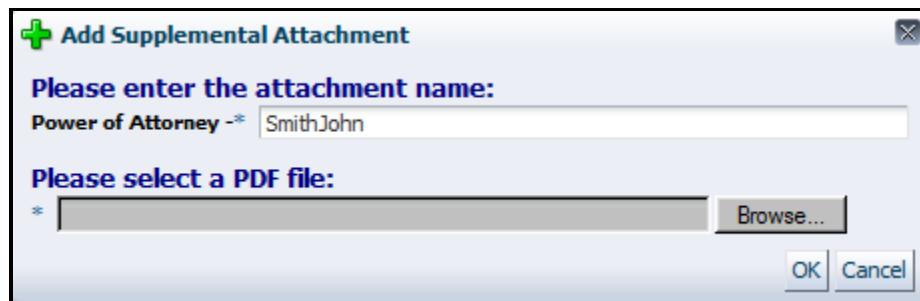 Add Supplemental Attachment
Please enter the attachment name:
Power of Attorney -* SmithJohn
Please select a PDF file:
* Browse...
OK Cancel